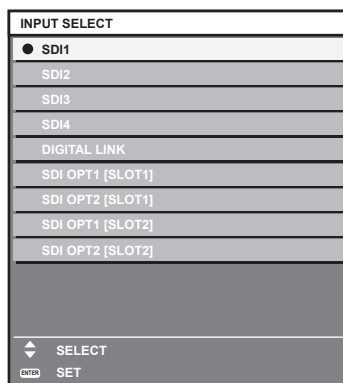 INPUT SELECT
SDI1
SDI2
SDI3
SDI4
DIGITAL LINK
SDI OPT1 [SLOT1]
SDI OPT2 [SLOT1]
SDI OPT1 [SLOT2]
SDI OPT2 [SLOT2]
SELECT
ENTER SET